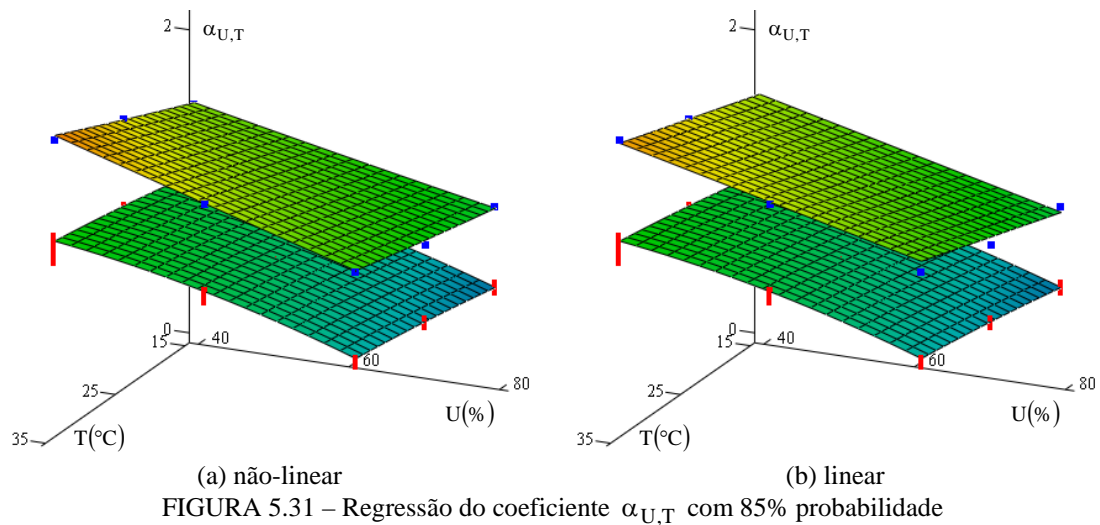 2 α_U,T
0
15
25
35
T(°C)
40
60
80
U(%)
2 α_U,T
0
15
25
35
T(°C)
40
60
80
U(%)
(a) não-linear (b) linear
FIGURA 5.31 – Regressão do coeficiente α_U,T com 85% probabilidade